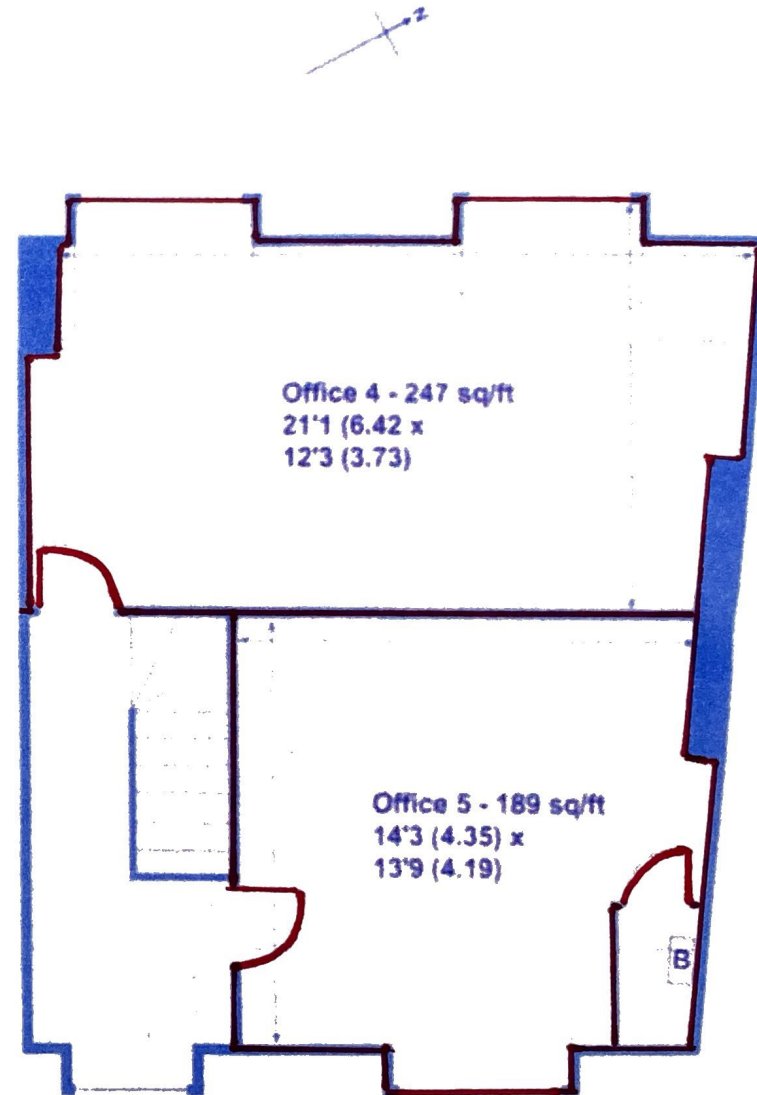 N
Office 4 - 247 sq/ft
21'1 (6.42 x
12'3 (3.73)
Office 5 - 189 sq/ft
14'3 (4.35) x
13'9 (4.19)
B